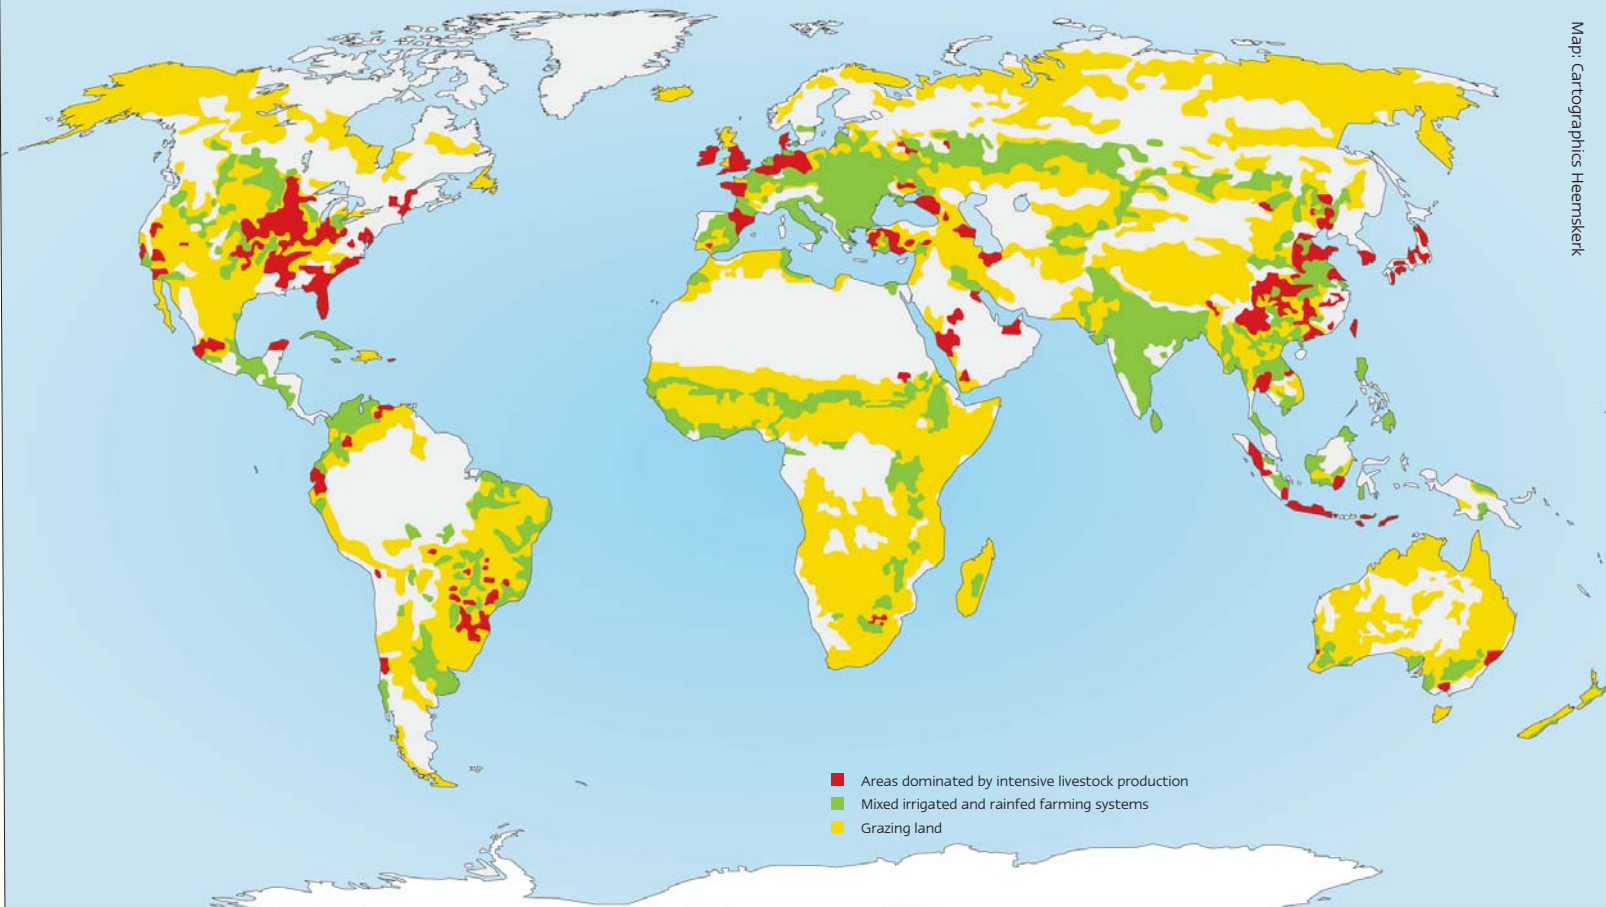 Map: Cartographics Heemskerk
Areas dominated by intensive livestock production
Mixed irrigated and rainfed farming systems
Grazing land